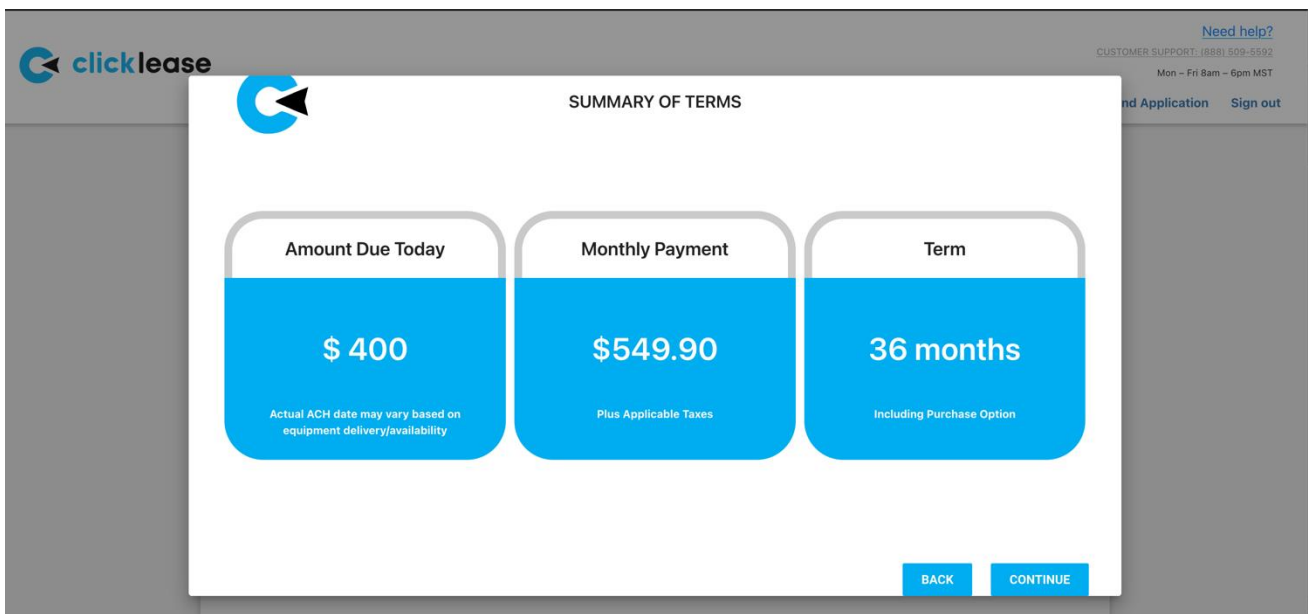 Need help?
CUSTOMER SUPPORT: (888) 509-5592
Mon – Fri 8am – 6pm MST
clicklease
nd Application Sign out
SUMMARY OF TERMS
Amount Due Today
$ 400
Actual ACH date may vary based on
equipment delivery/availability
Monthly Payment
$549.90
Plus Applicable Taxes
Term
36 months
Including Purchase Option
BACK CONTINUE